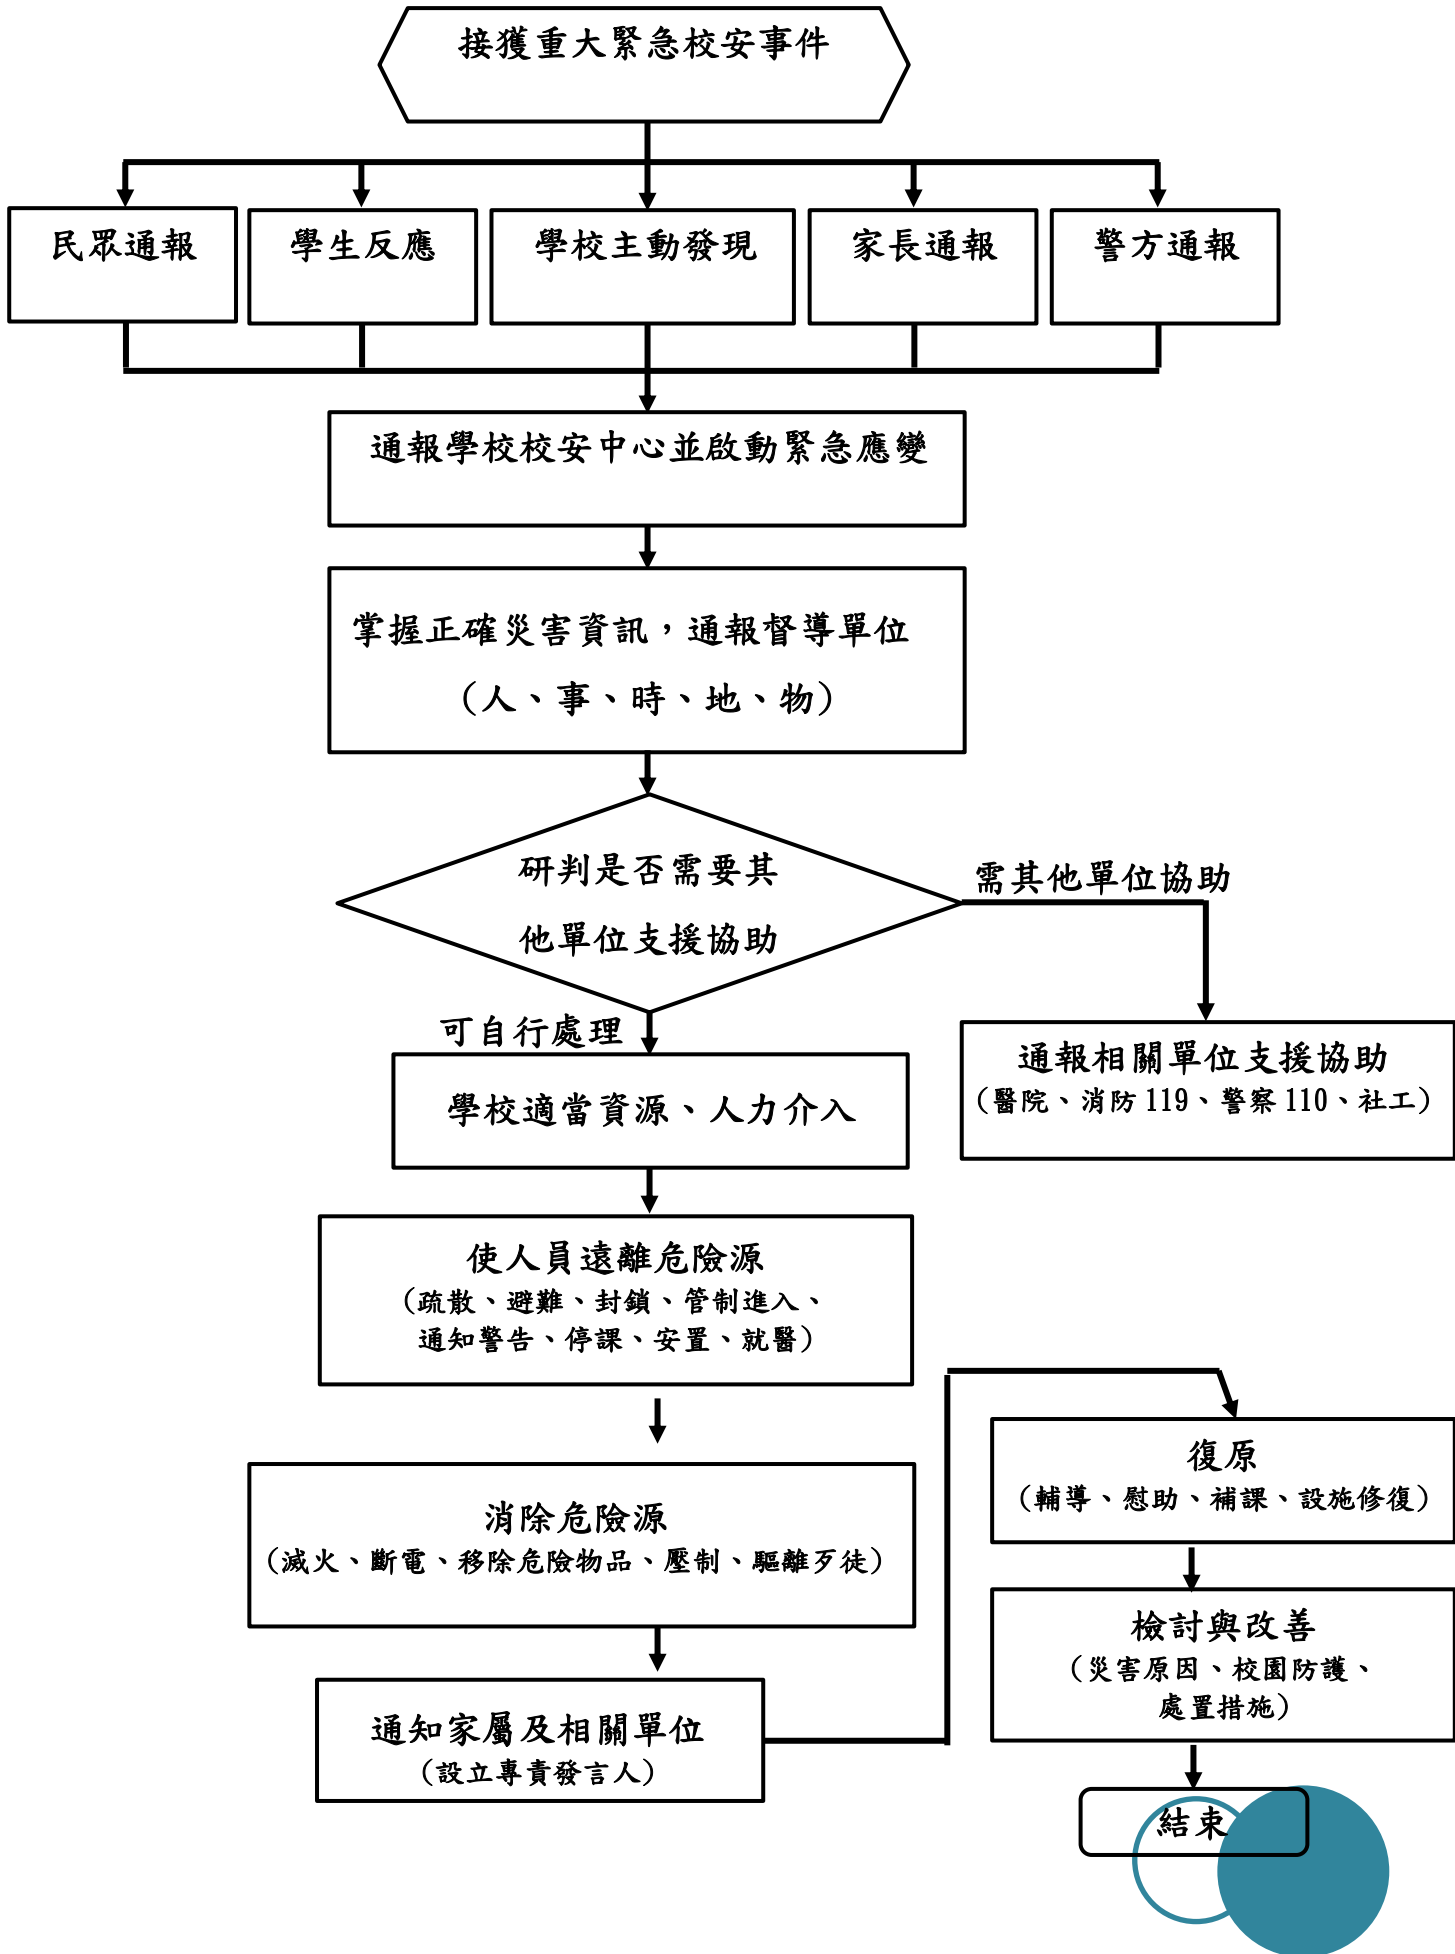 接獲重大緊急校安事件
民眾通報
學生反應
學校主動發現
家長通報
警方通報
通報學校校安中心並啟動緊急應變
掌握正確災害資訊，通報督導單位
（人、事、時、地、物）
研判是否需要其
他單位支援協助
需其他單位協助
可自行處理
通報相關單位支援協助
（醫院、消防 119、警察 110、社工）
學校適當資源、人力介入
使人員遠離危險源
（疏散、避難、封鎖、管制進入、
通知警告、停課、安置、就醫）
消除危險源
（滅火、斷電、移除危險物品、壓制、驅離歹徒）
通知家屬及相關單位
（設立專責發言人）
復原
（輔導、慰助、補課、設施修復）
檢討與改善
（災害原因、校園防護、
處置措施）
結束